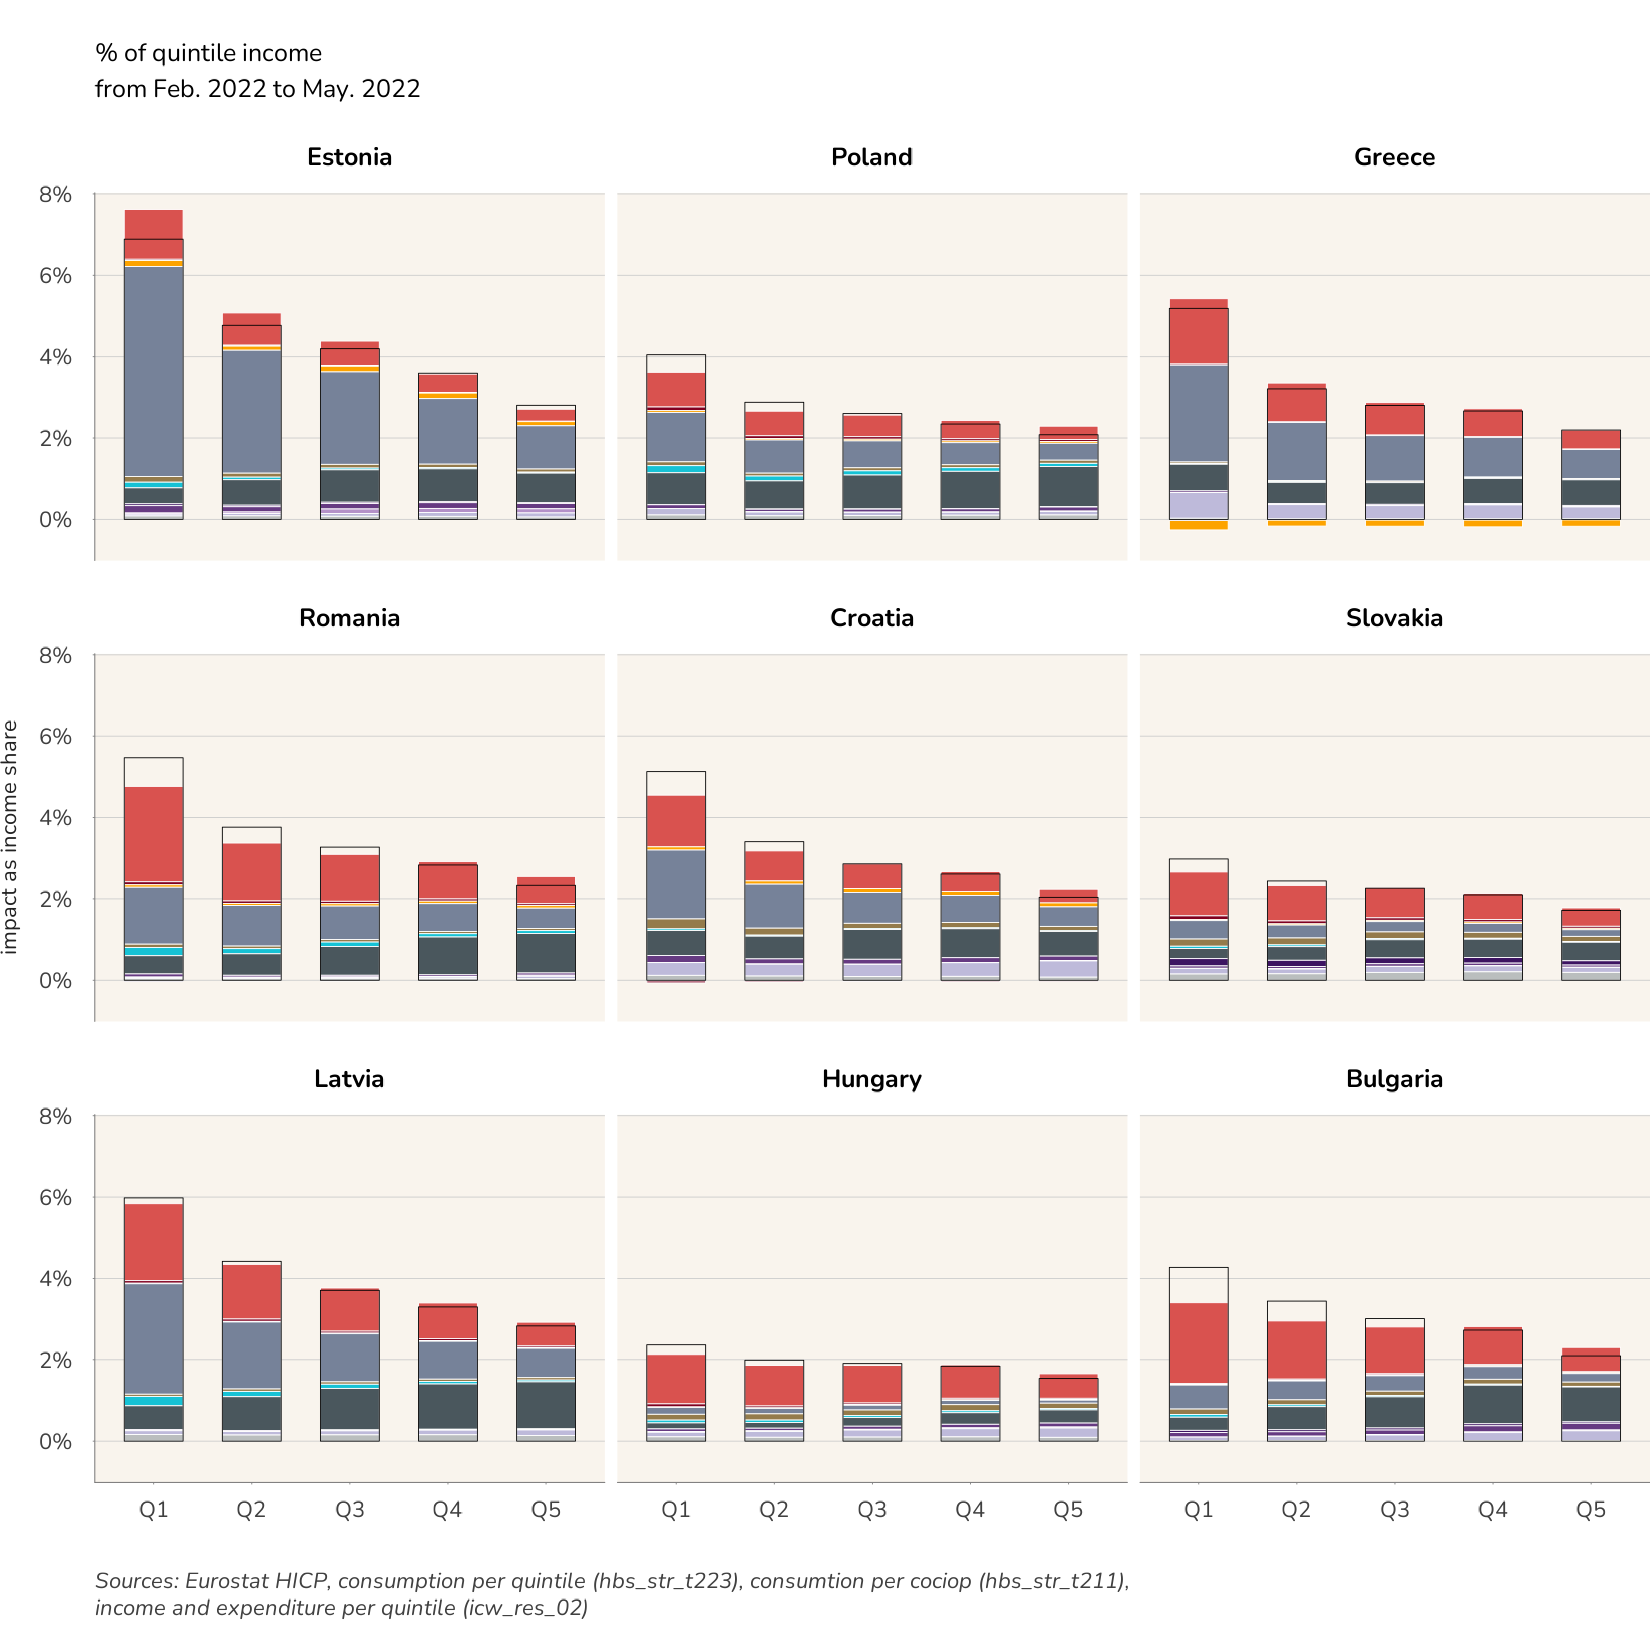 % of quintile income
from Feb. 2022 to May. 2022
Estonia
Poland
Greece
8%
6%
4%
2%
0%
Romania
Croatia
Slovakia
8%
6%
4%
2%
0%
impact as income share
Latvia
Hungary
Bulgaria
8%
6%
4%
2%
0%
Q1 Q2 Q3 Q4 Q5
Q1 Q2 Q3 Q4 Q5
Q1 Q2 Q3 Q4 Q5
Sources: Eurostat HICP, consumption per quintile (hbs_str_t223), consumtion per cociop (hbs_str_t211),
income and expenditure per quintile (icw_res_02)